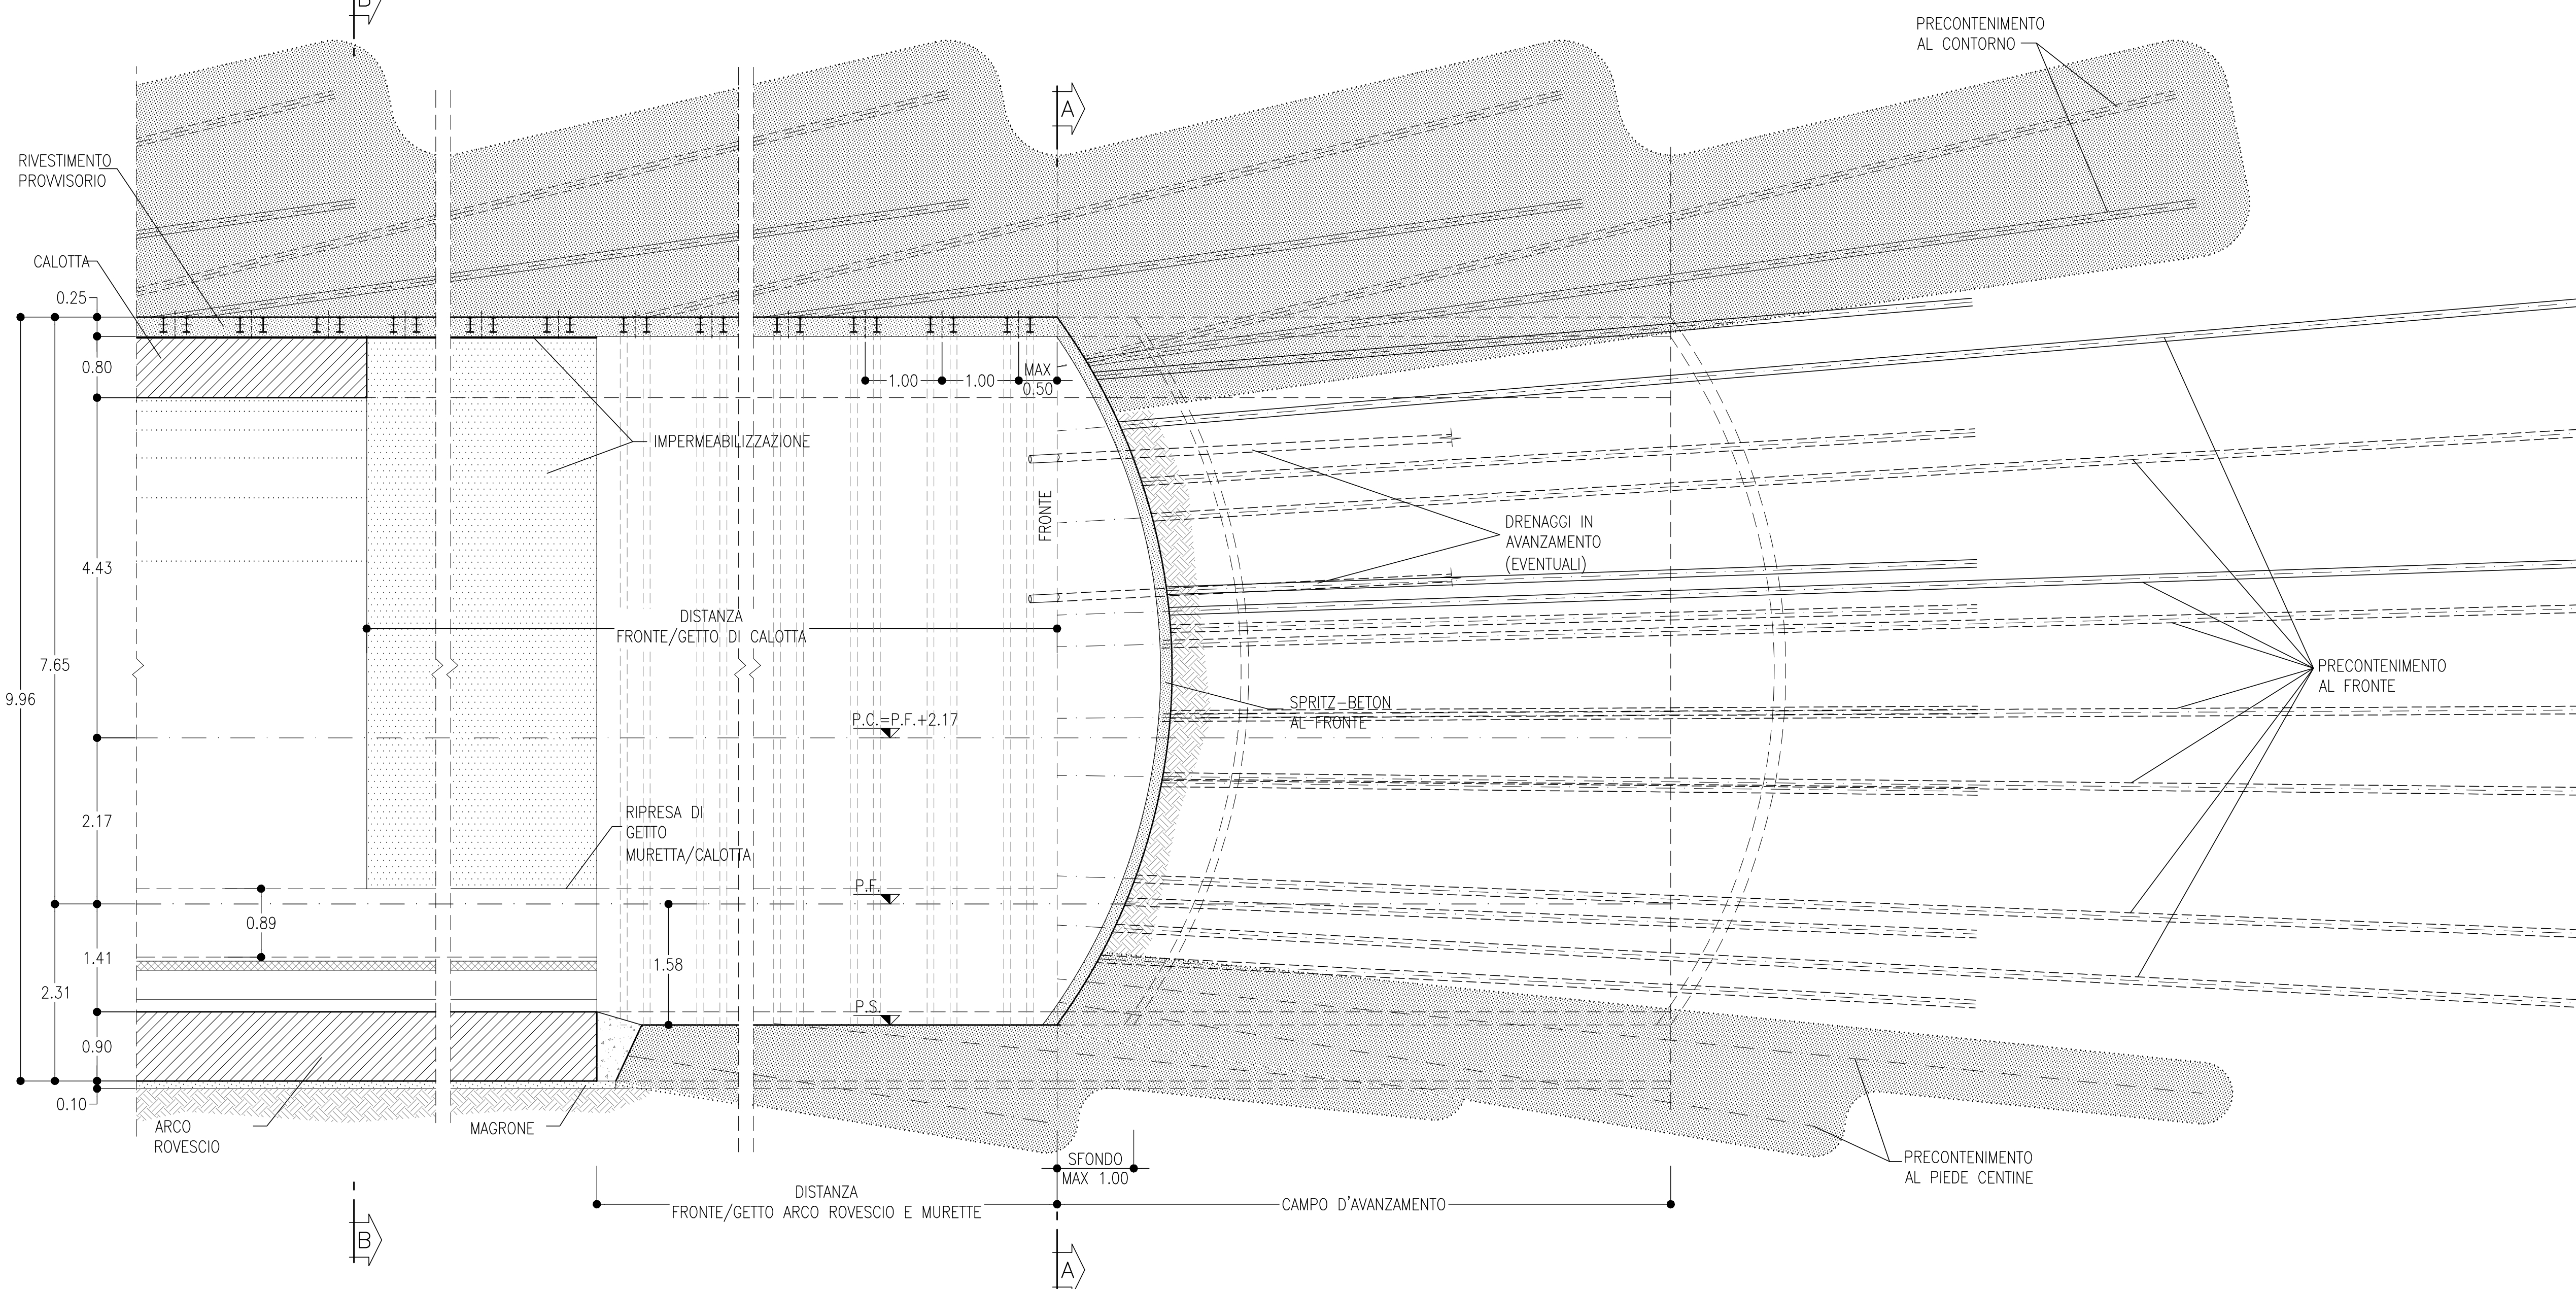 B
PRECONTENIMENTO
AL CONTORNO
A
RIVESTIMENTO
PROVVISORIO
CALOTTA
0.25
0.80
1.00
1.00
MAX
0.50
IMPERMEABILIZZAZIONE
FRONTE
DRENAGGI IN
AVANZAMENTO
(EVENTUALI)
4.43
DISTANZA
FRONTE/GETTO DI CALOTTA
7.65
9.96
PRECONTENIMENTO
AL FRONTE
SPRITZ-BETON
AL FRONTE
P.C.=P.F.+2.17
2.17
RIPRESA DI
GETTO
MURETTA/CALOTTA
P.F.
0.89
1.41
1.58
2.31
P.S.
0.90
0.10
ARCO
ROVESCIO
MAGRONE
SFONDO
MAX 1.00
PRECONTENIMENTO
AL PIEDE CENTINE
DISTANZA
FRONTE/GETTO ARCO ROVESCIO E MURETTE
CAMPO D'AVANZAMENTO
B
A